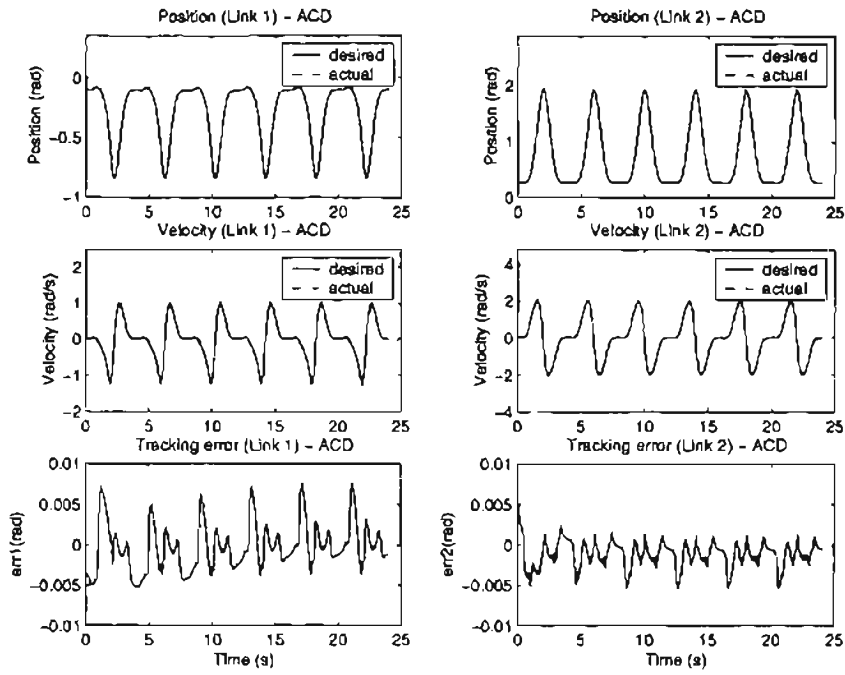 Position (Link 1) – ACD
Position (rad)
0
−0.5
−1
desired
actual
0 5 10 15 20 25
Position (Link 2) – ACD
Position (rad)
2
1
0
desired
actual
0 5 10 15 20 25
Velocity (Link 1) – ACD
Velocity (rad/s)
2
1
0
−1
−2
desired
actual
0 5 10 15 20 25
Velocity (Link 2) – ACD
Velocity (rad/s)
4
2
0
−2
−4
desired
actual
0 5 10 15 20 25
Tracking error (Link 1) – ACD
err1(rad)
0.01
0.005
0
−0.005
−0.01
0 5 10 15 20 25
Time (s)
Tracking error (Link 2) – ACD
err2(rad)
0.01
0.005
0
−0.005
−0.01
0 5 10 15 20 25
Time (s)